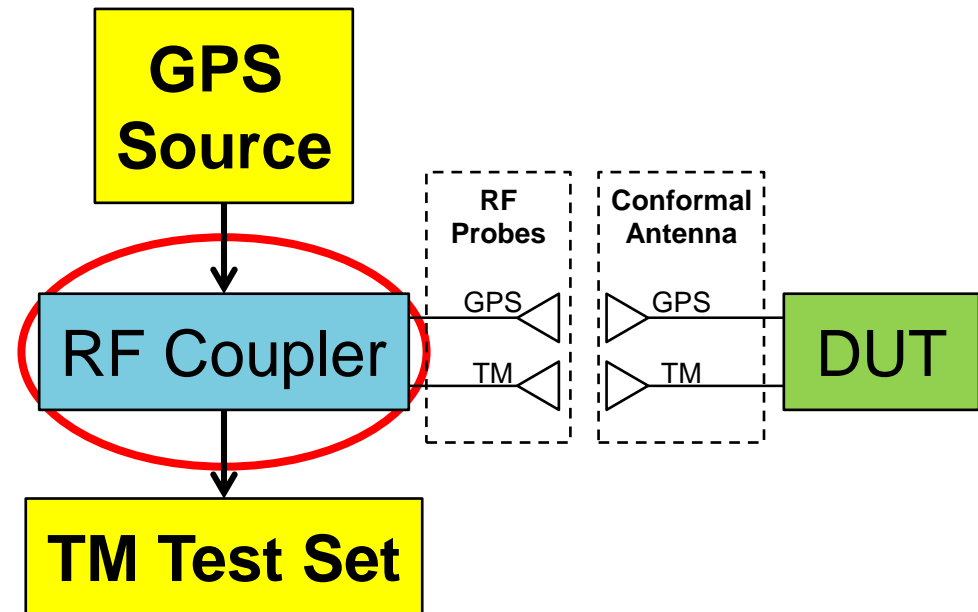 GPS
Source
RF
Probes
Conformal
Antenna
GPS
GPS
RF Coupler
DUT
TM
TM
TM Test Set